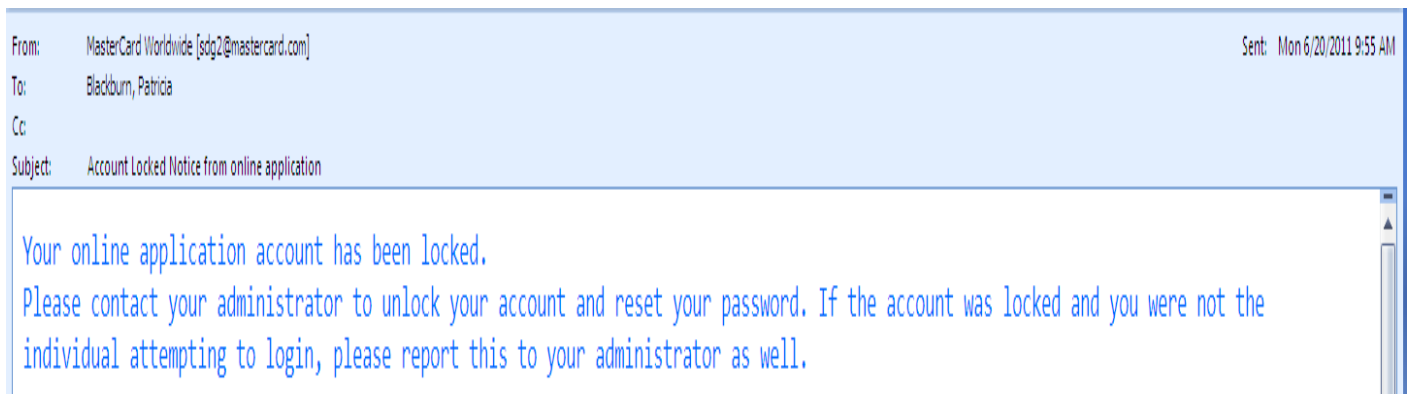 From: MasterCard Worldwide [sdg2@mastercard.com] Sent: Mon 6/20/2011 9:55 AM
To: Blackburn, Patricia
Cc:
Subject: Account Locked Notice from online application
Your online application account has been locked.
Please contact your administrator to unlock your account and reset your password. If the account was locked and you were not the
individual attempting to login, please report this to your administrator as well.